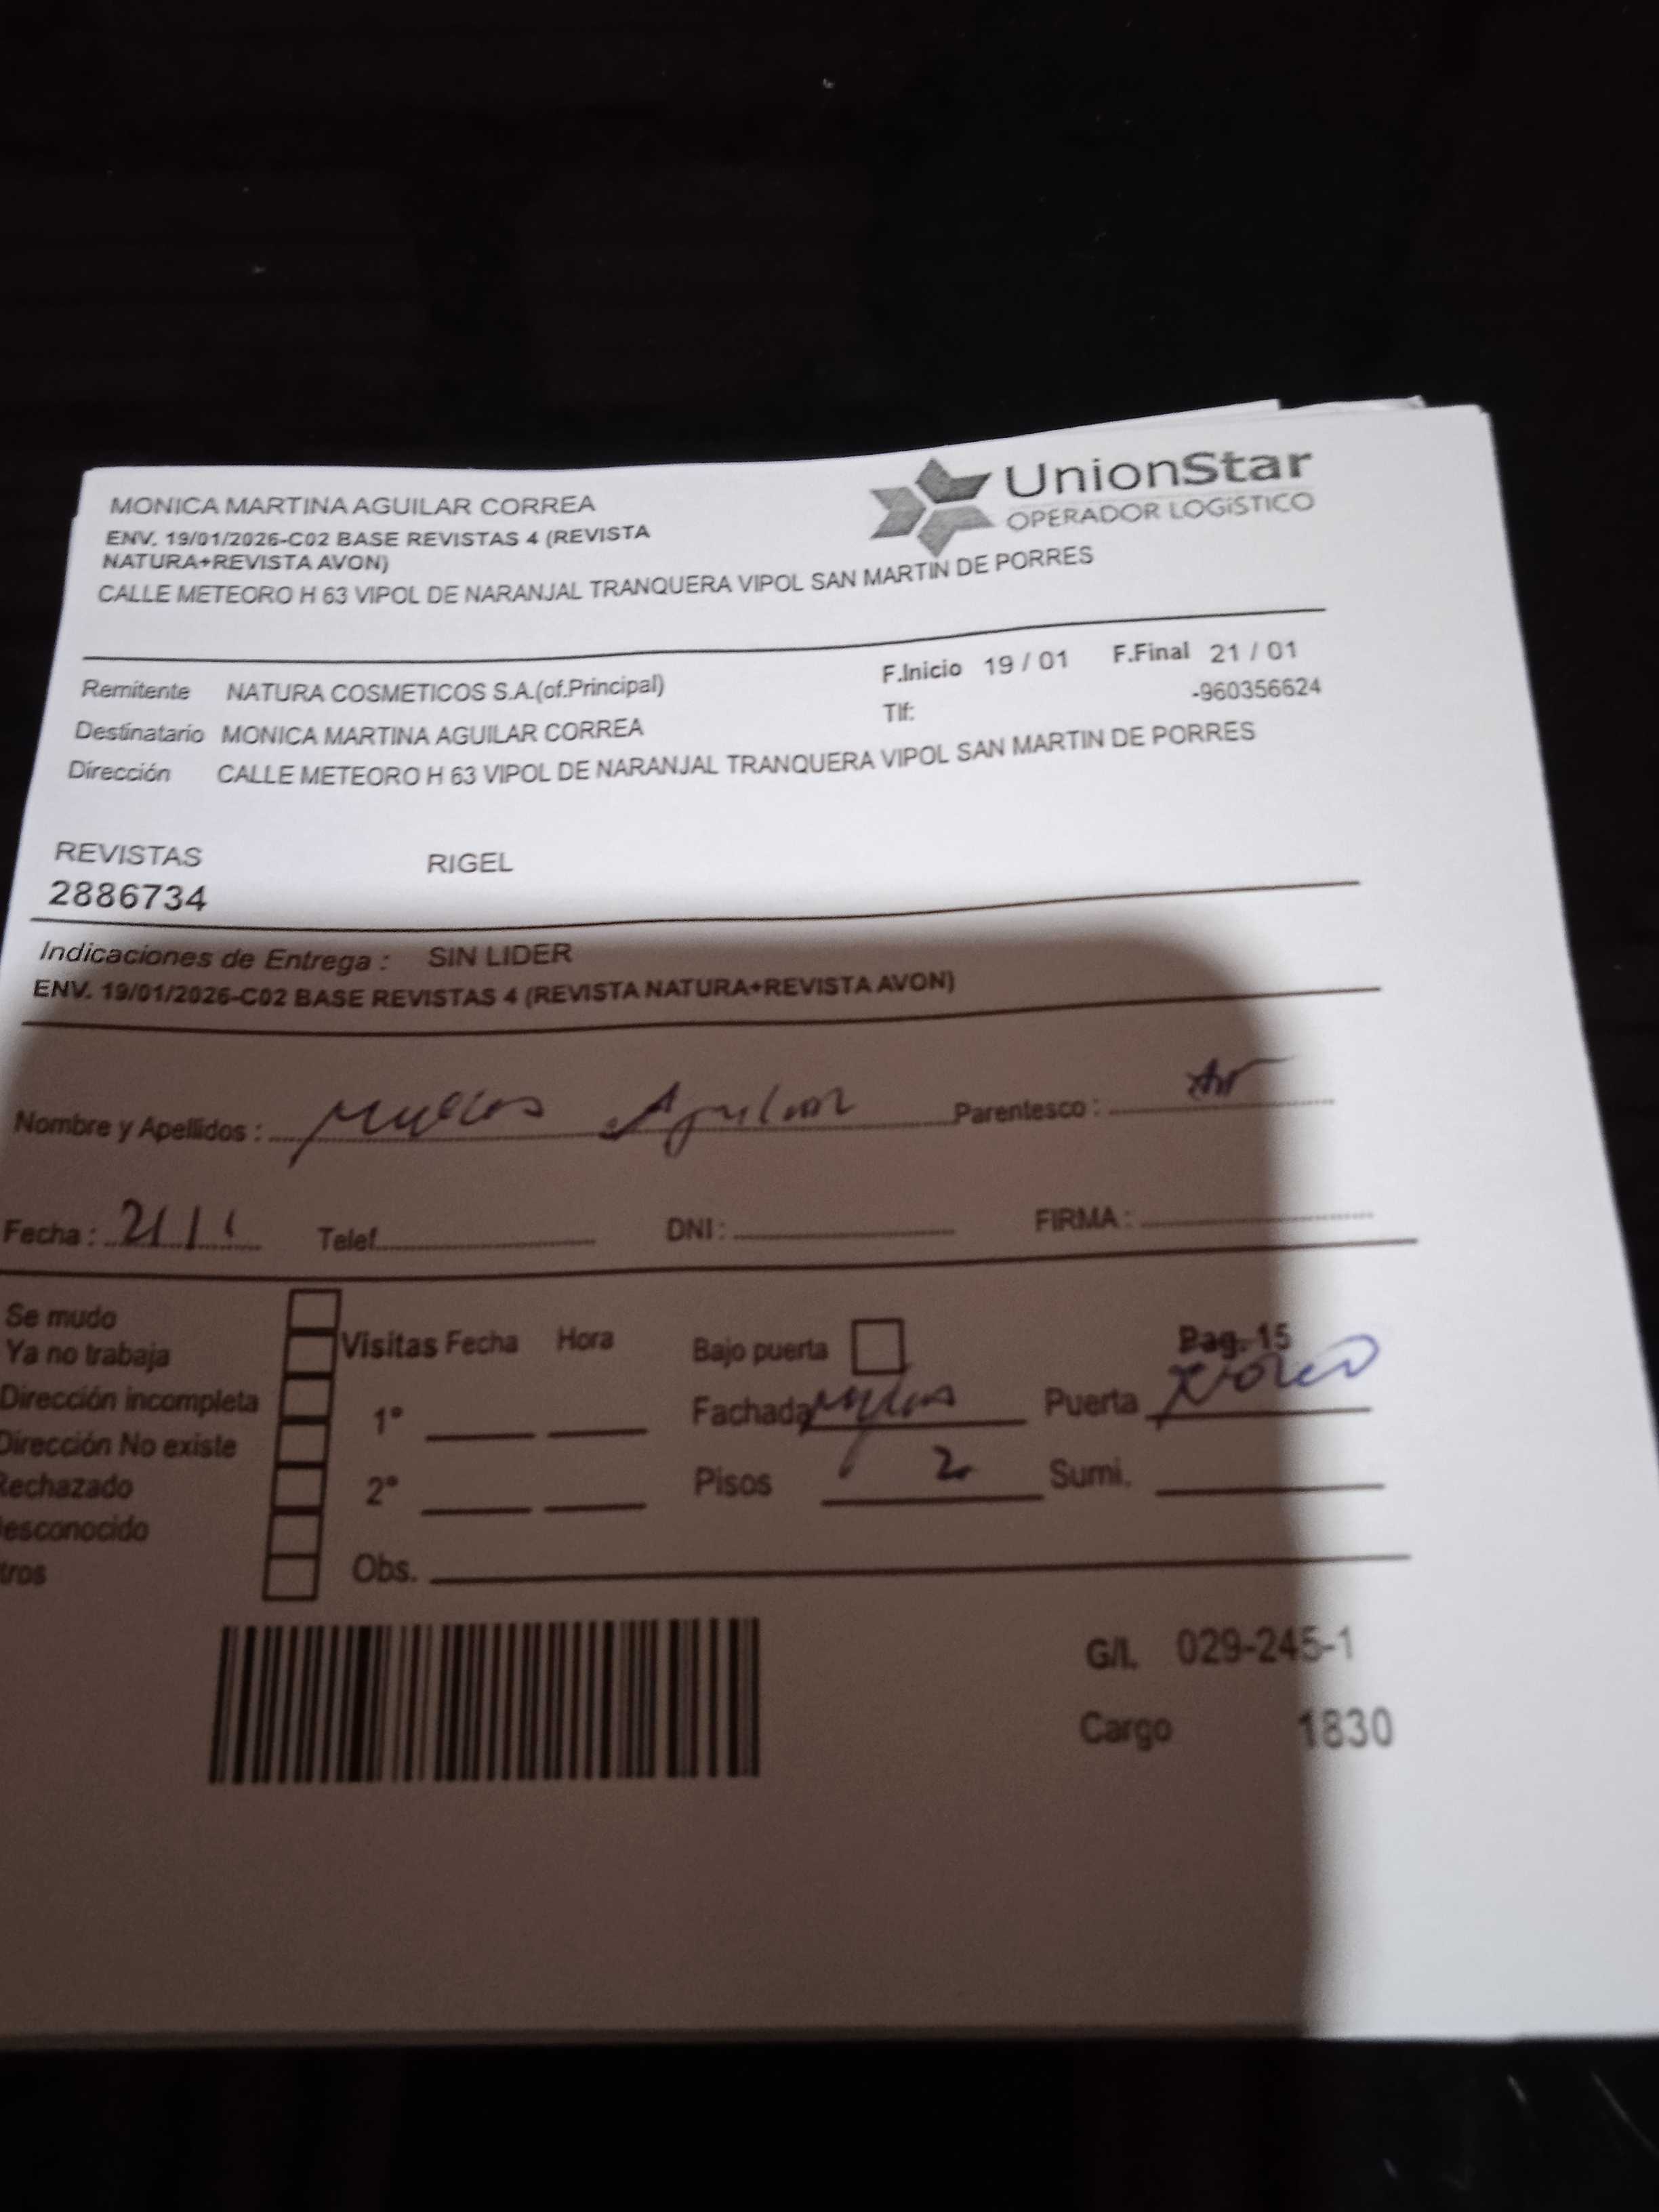 UnionStar
OPERADOR LOGíSTICO
MONICA MARTINA AGUILAR CORREA
ENV. 19/01/2026-C02 BASE REVISTAS 4 (REVISTA
NATURA+REVISTA AVON)
CALLE METEORO H 63 VIPOL DE NARANJAL TRANQUERA VIPOL SAN MARTIN DE PORRES
Remitente NATURA COSMETICOS S.A.(of.Principal) F.Inicio 19 / 01 F.Final 21 / 01
Destinatario MONICA MARTINA AGUILAR CORREA Tlf: -960356624
Dirección CALLE METEORO H 63 VIPOL DE NARANJAL TRANQUERA VIPOL SAN MARTIN DE PORRES
REVISTAS RIGEL
2886734
Indicaciones de Entrega : SIN LIDER
ENV. 19/01/2026-C02 BASE REVISTAS 4 (REVISTA NATURA+REVISTA AVON)
Nombre y Apellidos : Aguilar Parentesco :
Fecha : 21 / 1 Telef. DNI : FIRMA :
Se mudo
Ya no trabaja Visitas Fecha Hora Bajo puerta Pag. 15
Dirección incompleta 1° Fachada Puerta
Dirección No existe
Rechazado 2° Pisos 2 Sumi.
esconocido
tros Obs.
G/I. 029-245-1
Cargo 1830